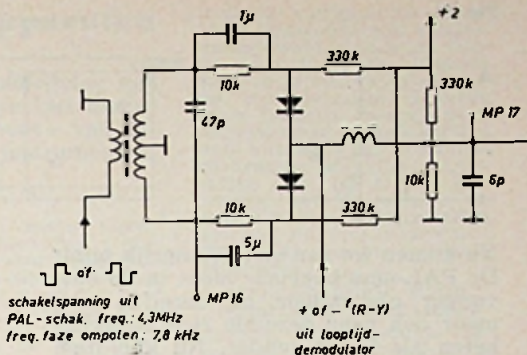 1µ
+2
330k
10k
330k
47p
MP 17
10k
6p
10k
330k
5µ
MP 16
of
schakelspanning uit
PAL-schak. freq.: 4,3MHz
freq. faze ompolen: 7,8 kHz
+ of - f(R-Y)
uit looptijd-
demodulator